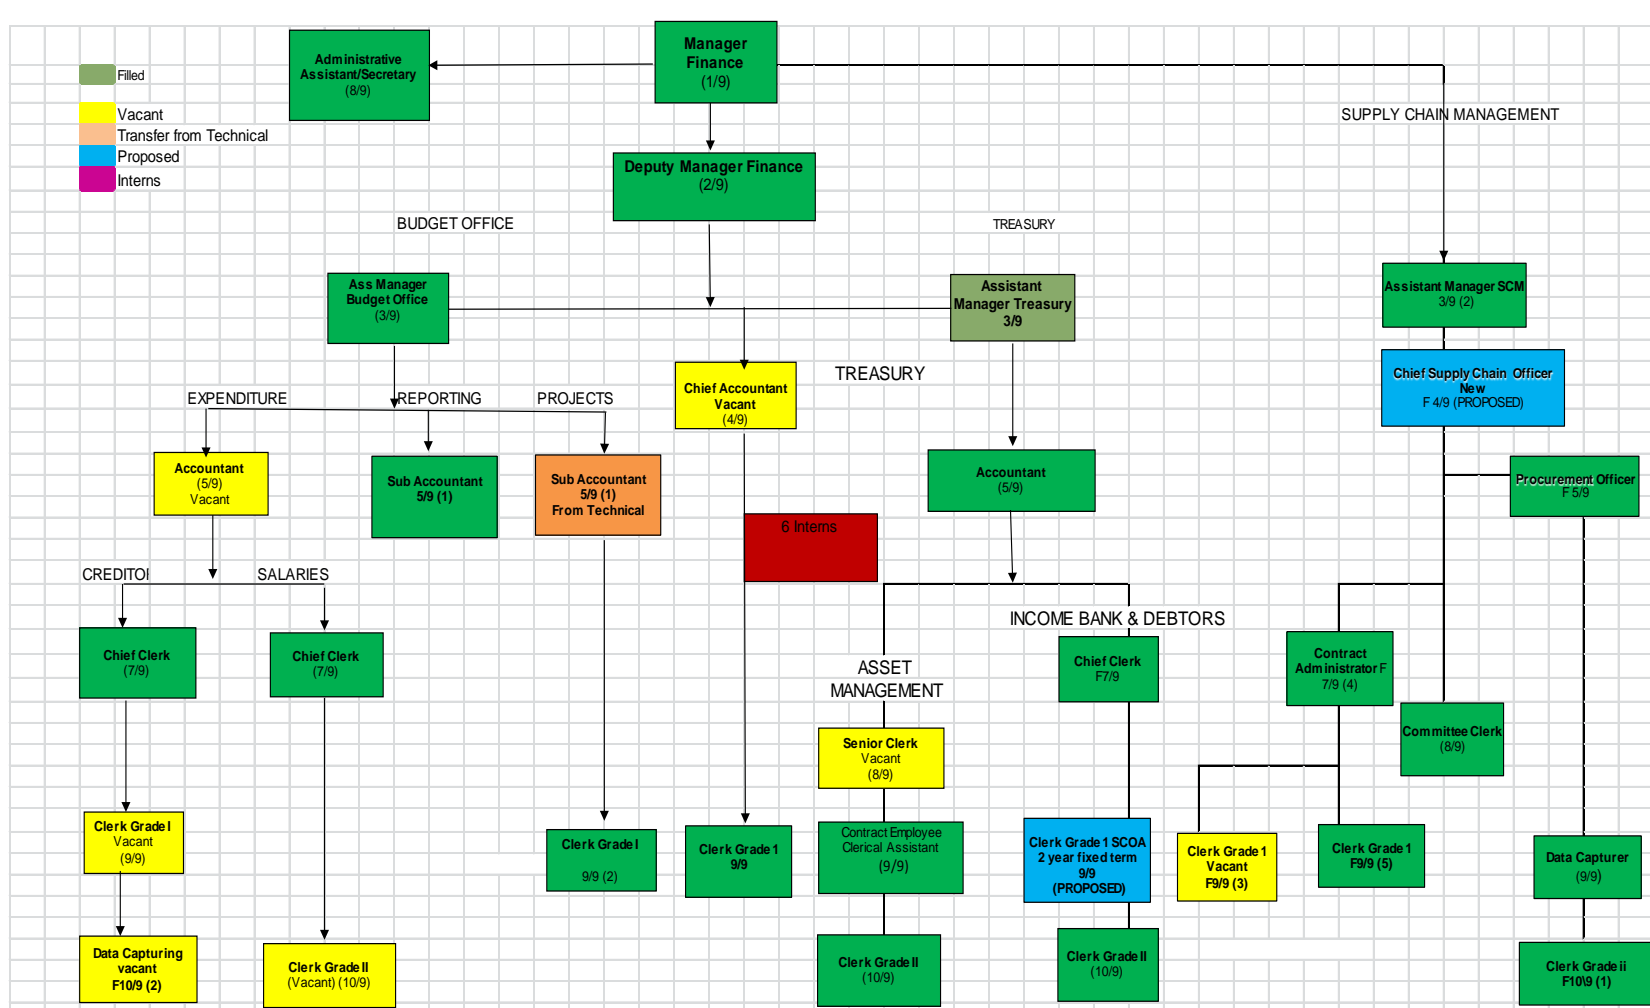 Manager
Finance
(1/9)
Administrative
Assistant/Secretary
(8/9)
Filled
Vacant
Transfer from Technical
Proposed
Interns
SUPPLY CHAIN MANAGEMENT
Deputy Manager Finance
(2/9)
BUDGET OFFICE
TREASURY
Ass Manager
Budget Office
(3/9)
Assistant
Manager Treasury
3/9
Assistant Manager SCM
3/9 (2)
Chief Accountant
Vacant
(4/9)
TREASURY
Chief Supply Chain Officer
New
F 4/9 (PROPOSED)
EXPENDITURE
REPORTING
PROJECTS
Accountant
(5/9)
Vacant
Sub Accountant
5/9 (1)
Sub Accountant
5/9 (1)
From Technical
Accountant
(5/9)
Procurement Officer
F 5/9
6 Interns
CREDITOI
SALARIES
INCOME BANK & DEBTORS
Chief Clerk
(7/9)
Chief Clerk
(7/9)
ASSET
MANAGEMENT
Chief Clerk
F7/9
Contract
Administrator F
7/9 (4)
Committee Clerk
(8/9)
Senior Clerk
Vacant
(8/9)
Clerk Grade I
Vacant
(9/9)
Clerk Grade I
9/9 (2)
Clerk Grade 1
9/9
Contract Employee
Clerical Assistant
(9/9)
Clerk Grade 1 SCOA
2 year fixed term
9/9
(PROPOSED)
Clerk Grade 1
Vacant
F9/9 (3)
Clerk Grade 1
F9/9 (5)
Data Capturer
(9/9)
Data Capturing
vacant
F10/9 (2)
Clerk Grade II
(Vacant) (10/9)
Clerk Grade II
(10/9)
Clerk Grade II
(10/9)
Clerk Grade ii
F10\9 (1)